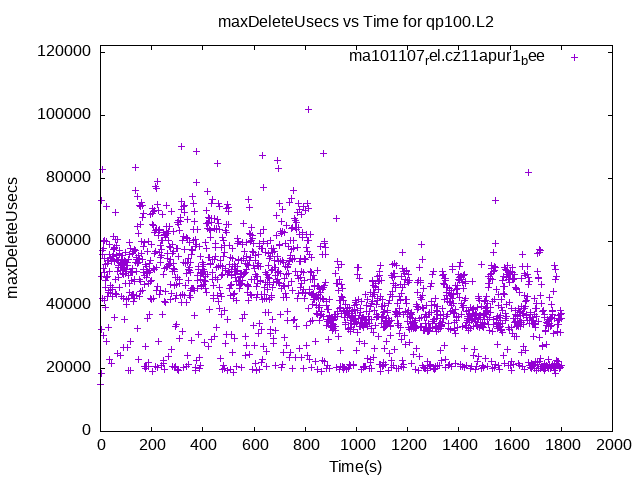 maxDeleteUsecs vs Time for qp100.L2
ma101107rel.cz11apur1bee
120000
100000
80000
60000
40000
20000
0
maxDeleteUsecs
0 200 400 600 800 1000 1200 1400 1600 1800 2000
Time(s)